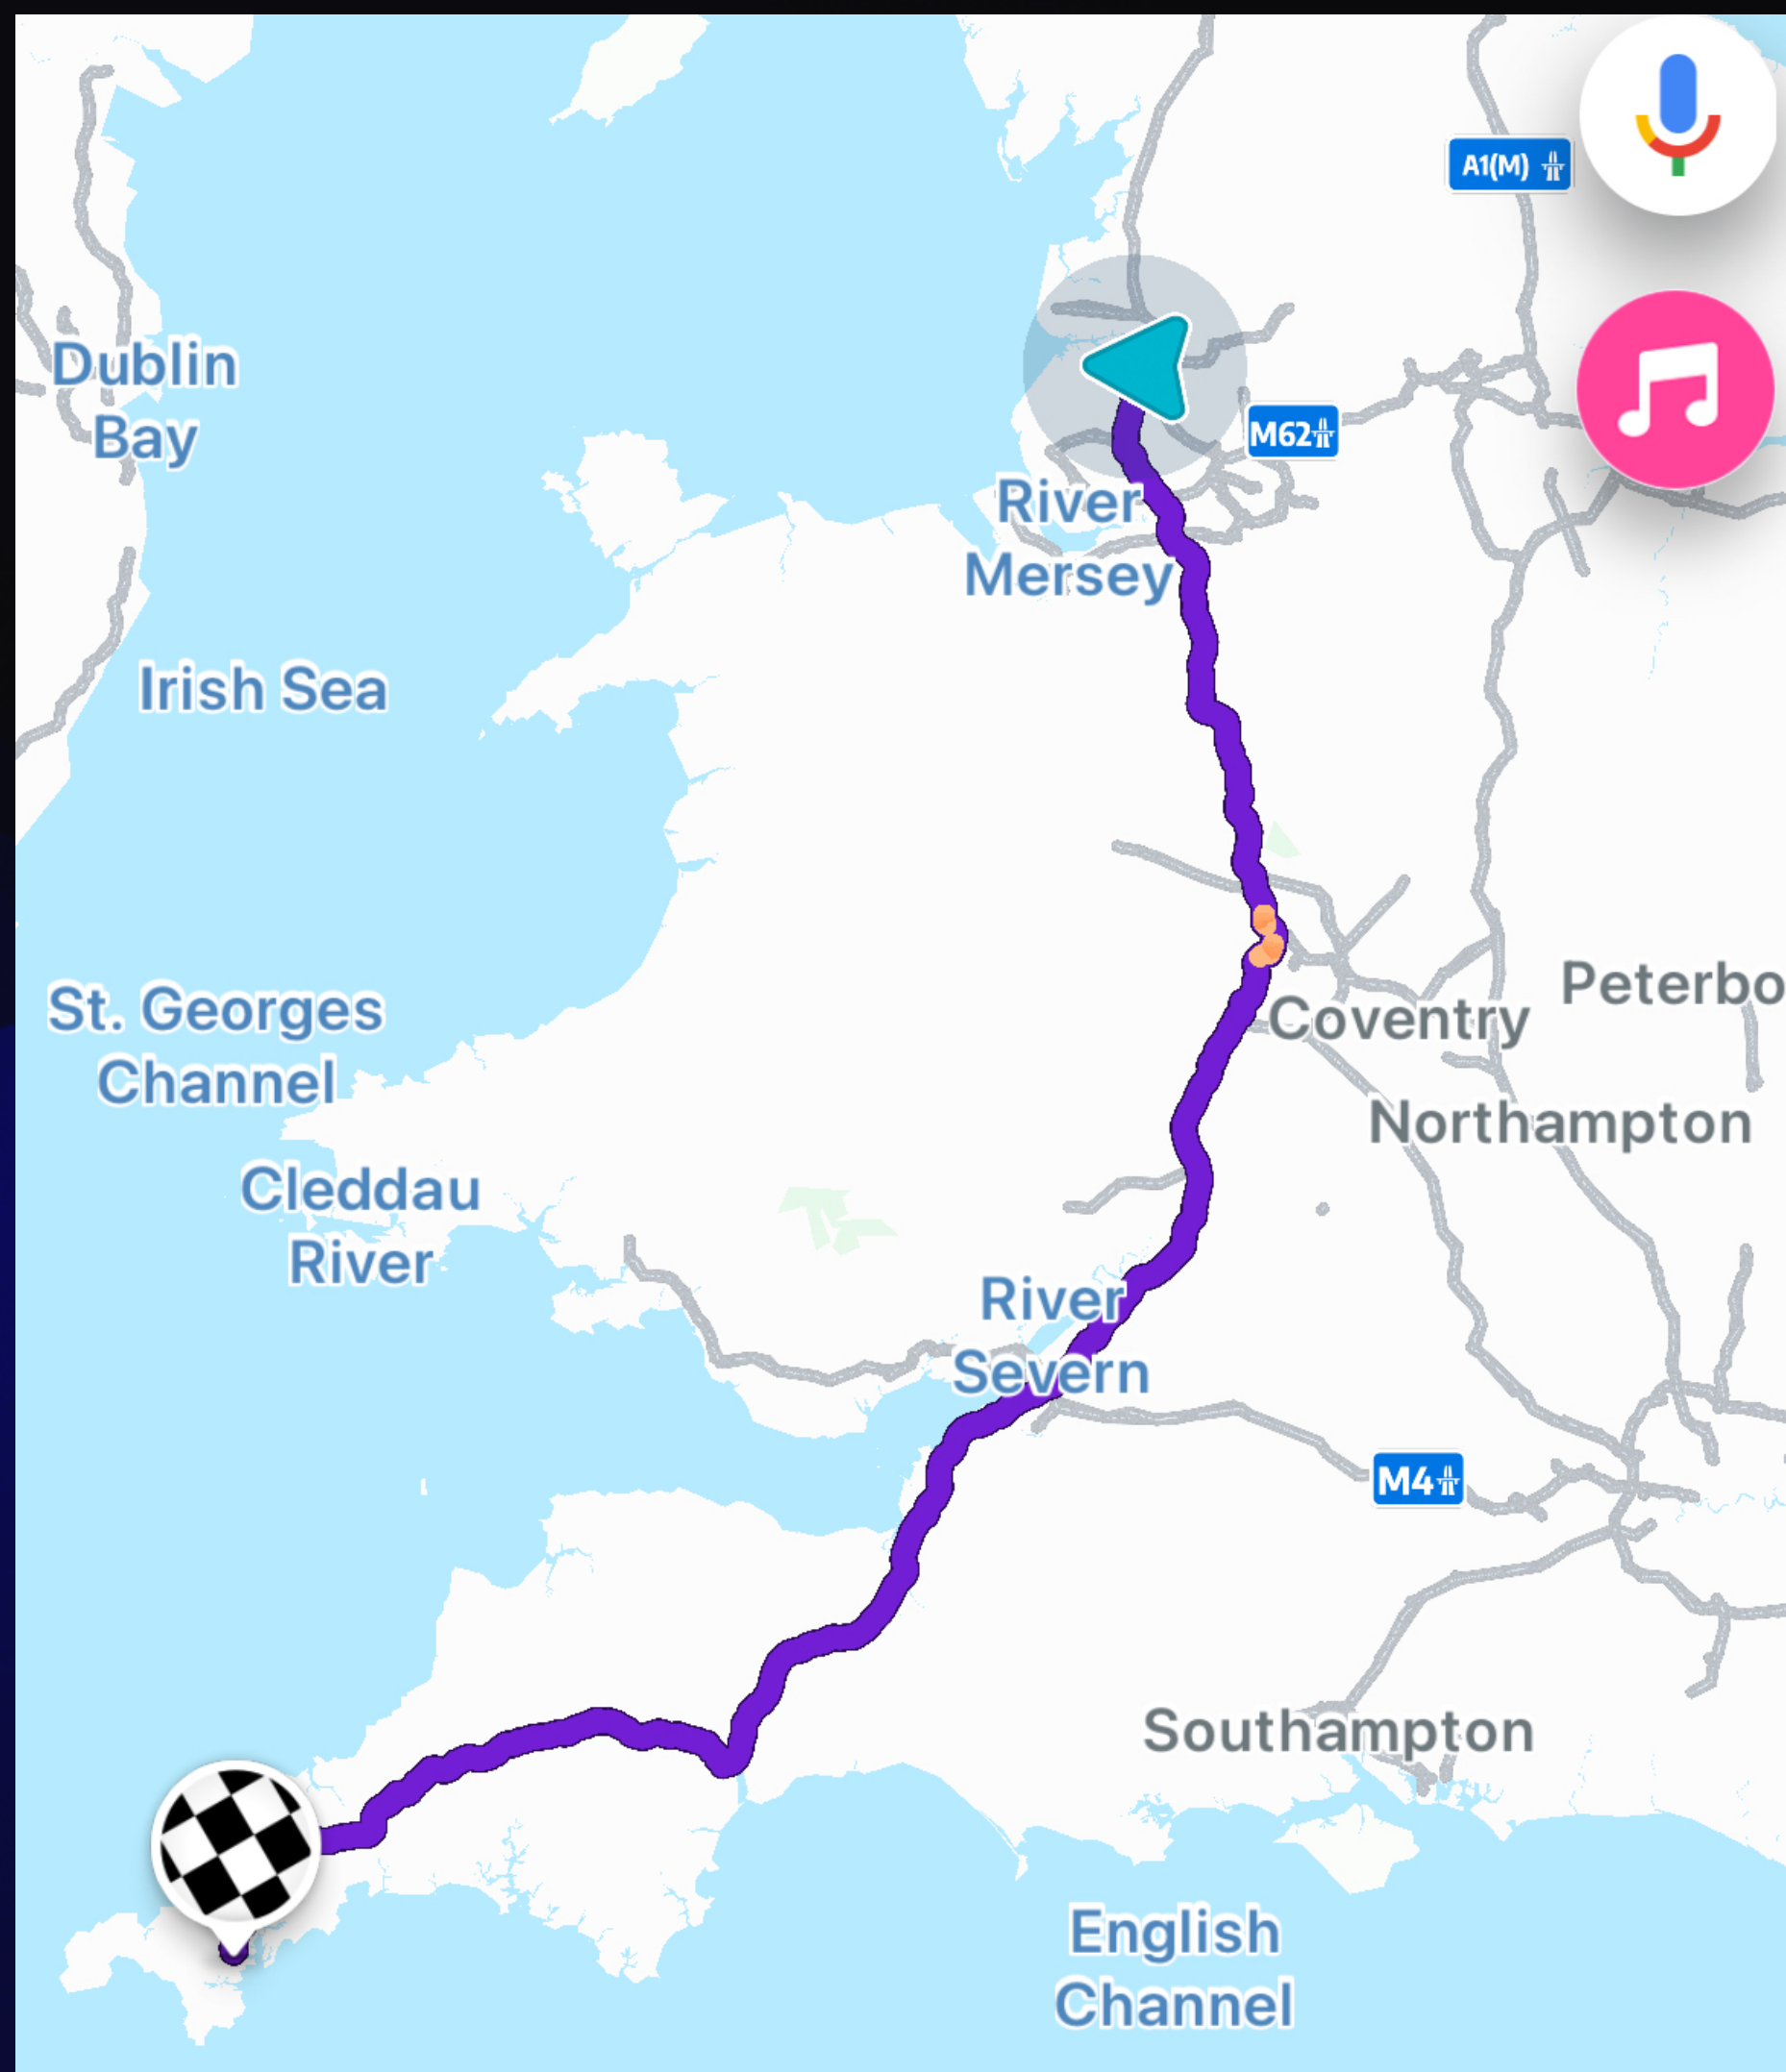 A1(M)
Dublin
Bay
M62
River
Mersey
Irish Sea
Peterbo
St. Georges
Channel
Coventry
Northampton
Cleddau
River
River
Severn
M4
Southampton
English
Channel